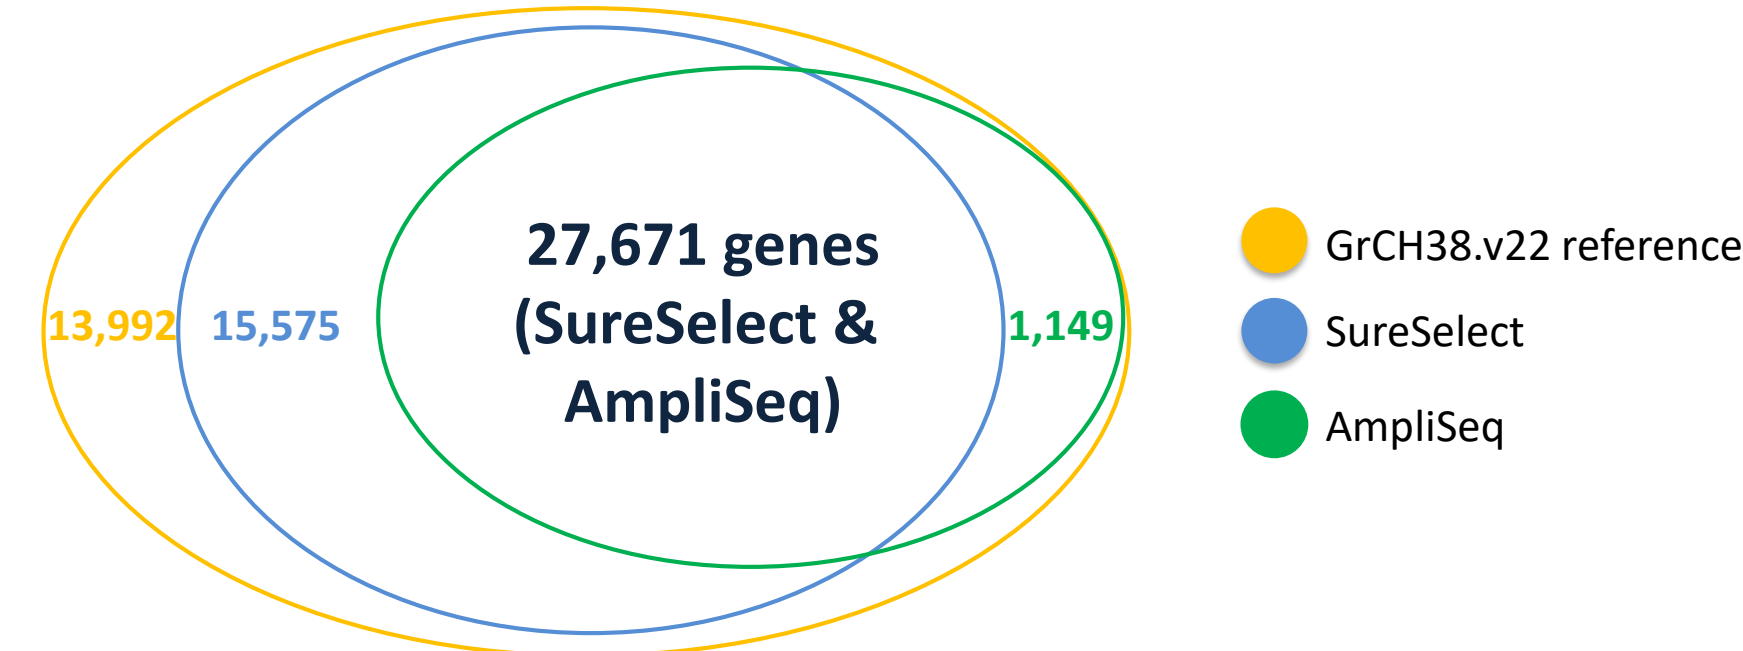 27,671 genes
(SureSelect &
AmpliSeq)
13,992
15,575
1,149
GrCH38.v22 reference
SureSelect
AmpliSeq